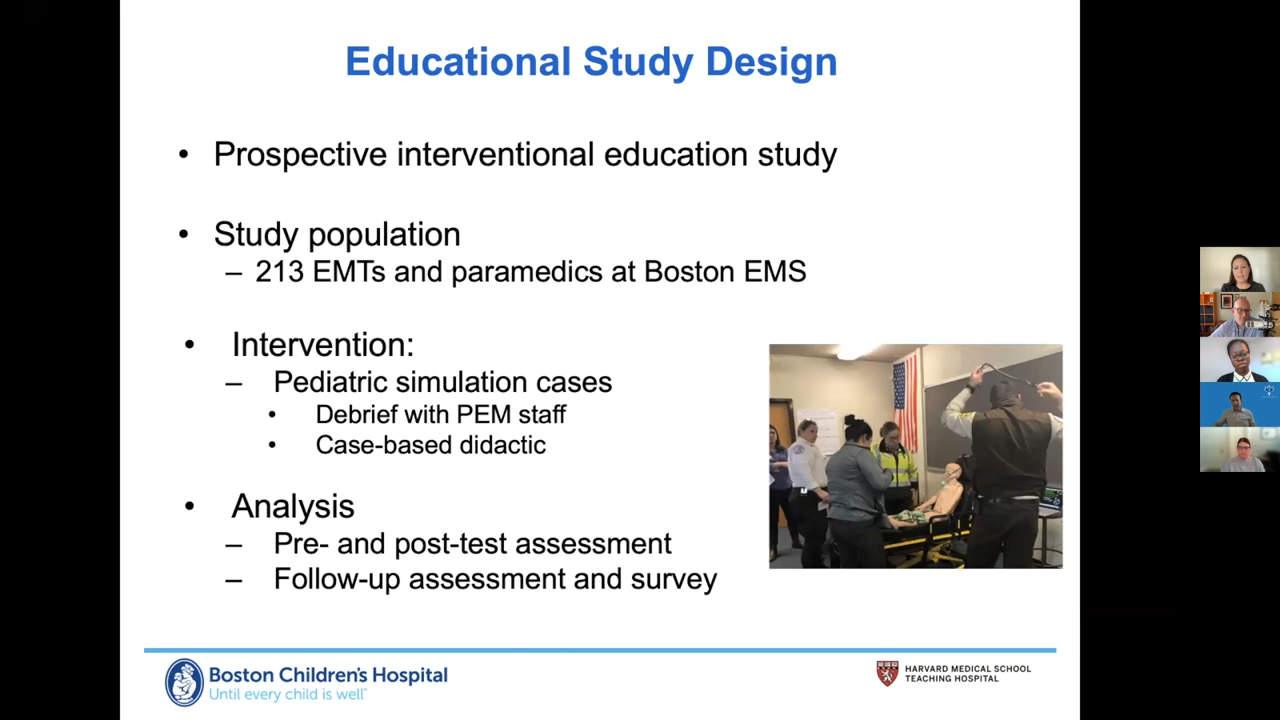 Educational Study Design
• Prospective interventional education study
• Study population
– 213 EMTs and paramedics at Boston EMS
• Intervention:
– Pediatric simulation cases
• Debrief with PEM staff
• Case-based didactic
• Analysis
– Pre- and post-test assessment
– Follow-up assessment and survey
Boston Children's Hospital
Until every child is well™
HARVARD MEDICAL SCHOOL
TEACHING HOSPITAL